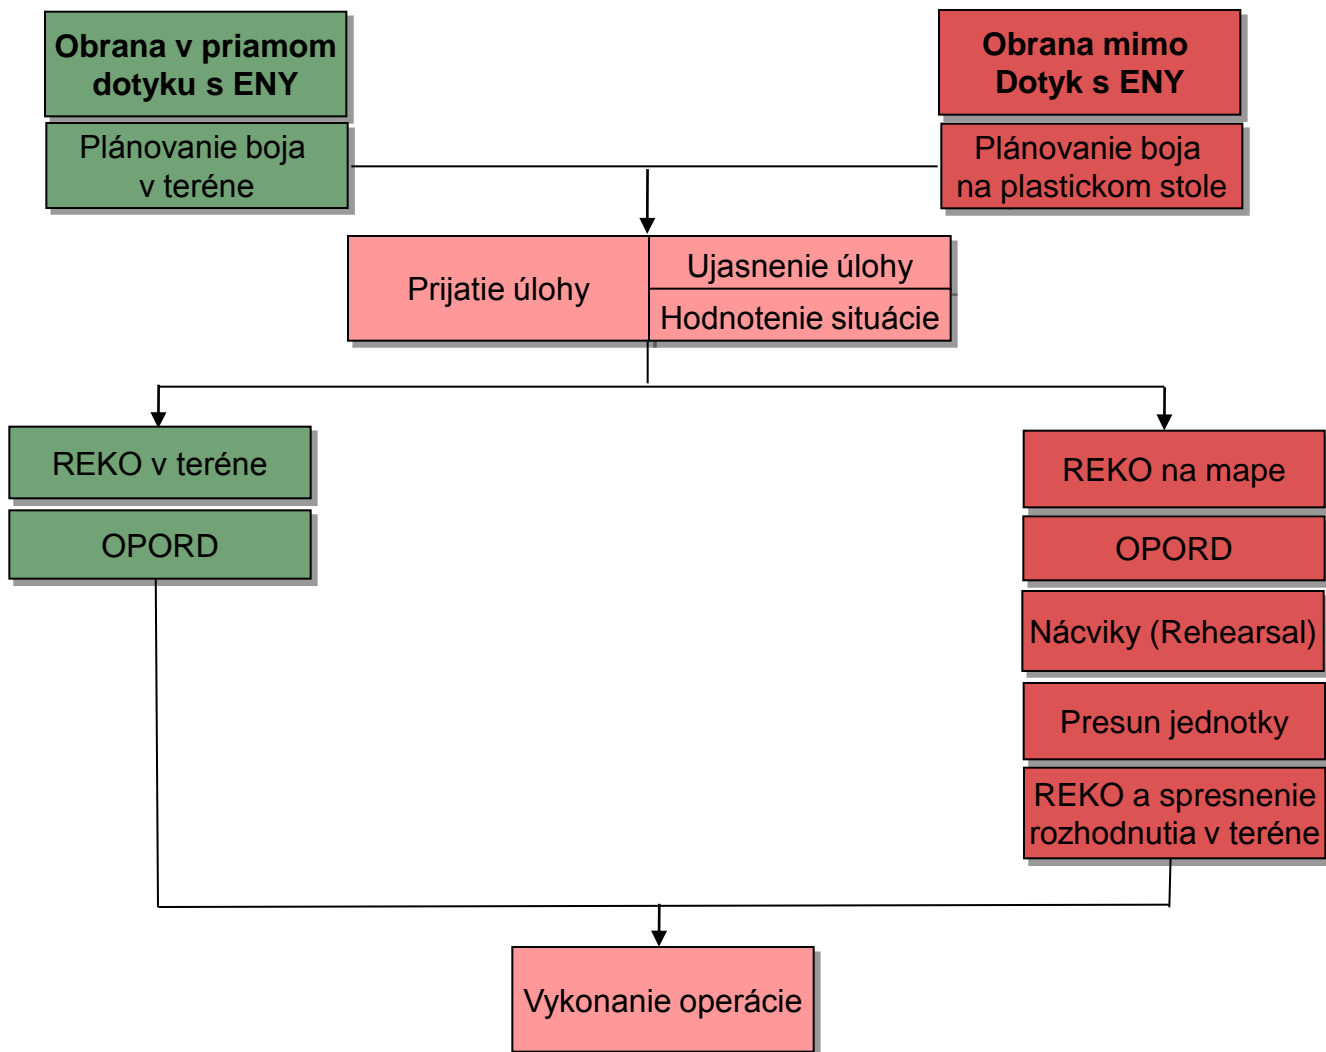 Obrana v priamom
dotyku s ENY
Plánovanie boja
v teréne
Obrana mimo
Dotyk s ENY
Plánovanie boja
na plastickom stole
Prijatie úlohy
Ujasnenie úlohy
Hodnotenie situácie
REKO v teréne
OPORD
REKO na mape
OPORD
Nácviky (Rehearsal)
Presun jednotky
REKO a spresnenie
rozhodnutia v teréne
Vykonanie operácie